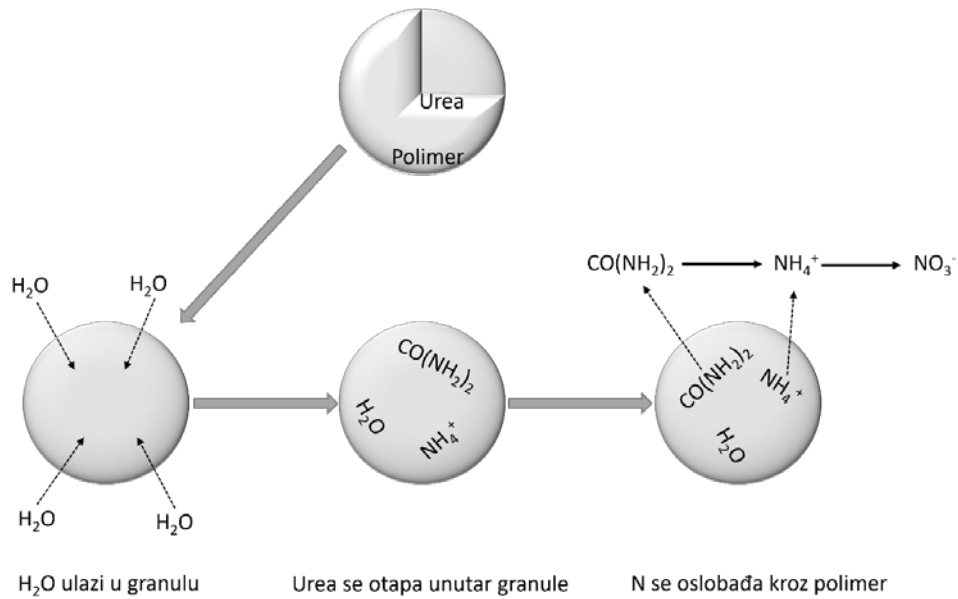 Urea
Polimer
CO(NH₂)₂ NH₄⁺ NO₃⁻
H₂O H₂O
CO(NH₂)₂ CO(NH₂)₂ NH₄⁺
H₂O NH₄⁺ H₂O
H₂O H₂O
H₂O ulazi u granulu Urea se otapa unutar granule N se oslobađa kroz polimer